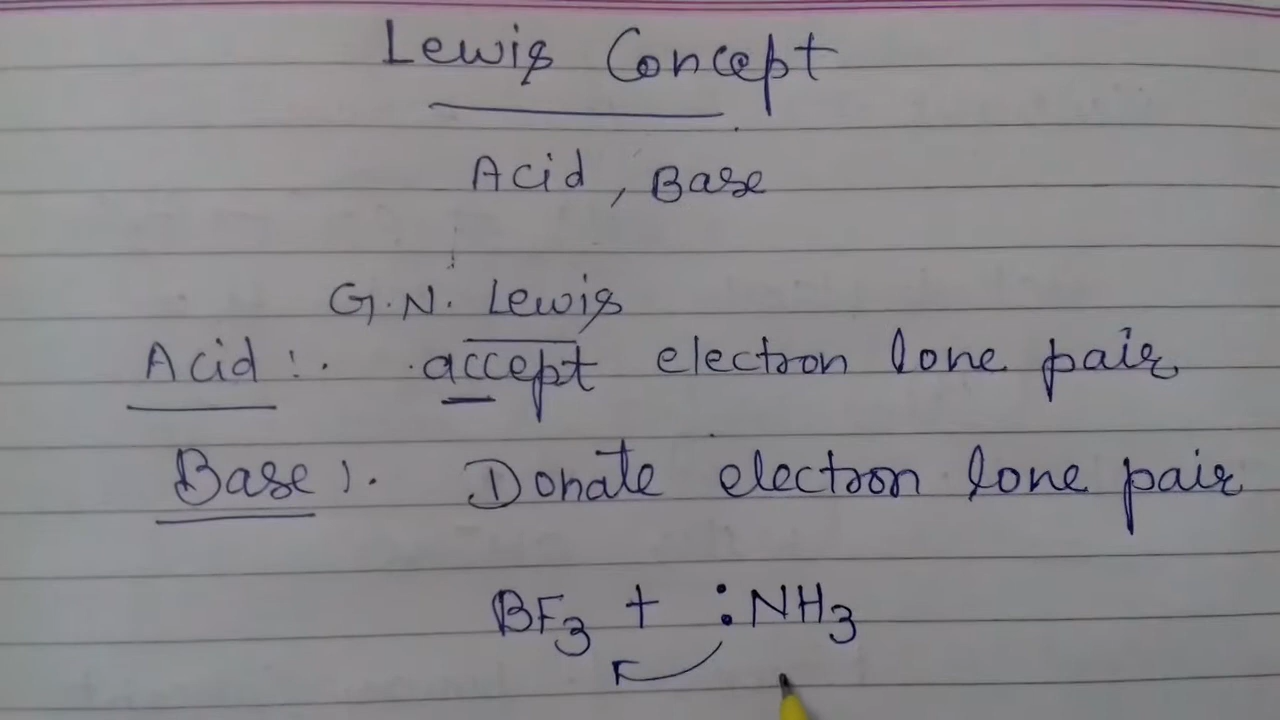 Lewis Concept
Acid, Base
G.N. Lewis
Acid:. accept electron lone pair
Base:. Donate electron lone pair
BF₃ + :NH₃